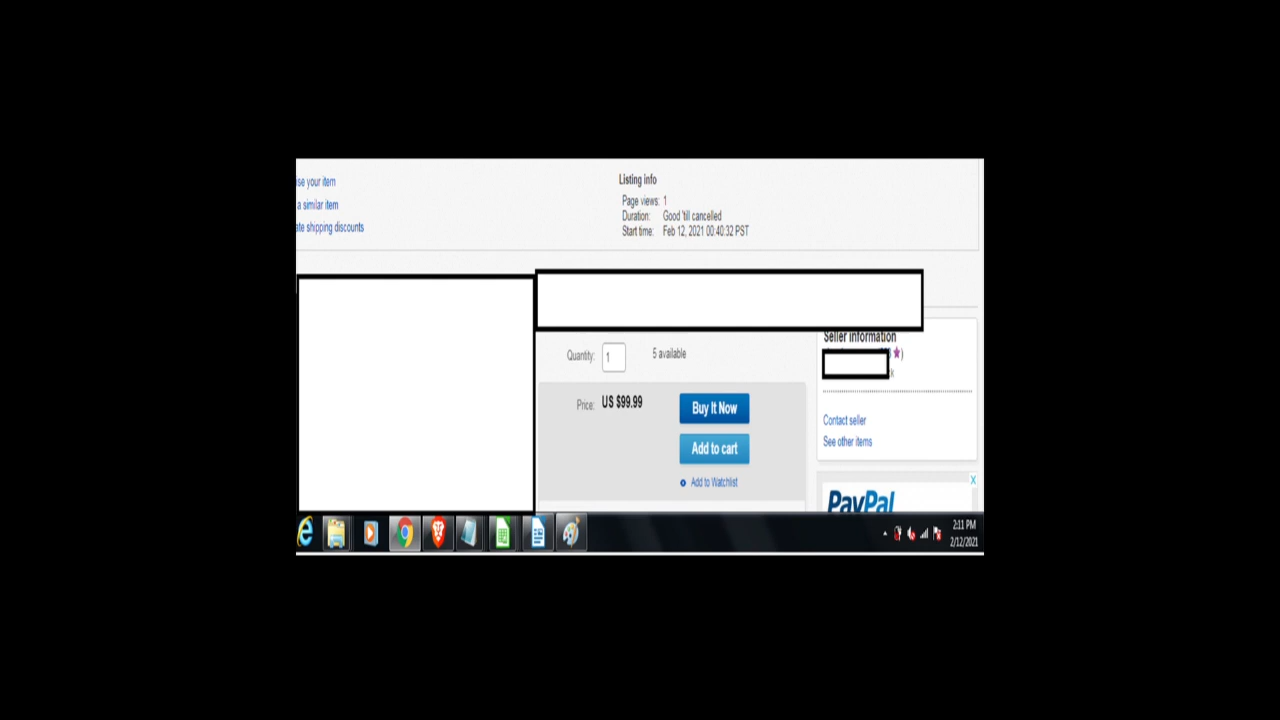 ise your item
a similar item
ate shipping discounts
Listing info
Page views: 1
Duration: Good 'till cancelled
Start time: Feb 12, 2021 00:40:32 PST
Quantity: 1 5 available
Price: US $99.99
Buy It Now
Add to cart
Add to Watchlist
Seller information
)
Contact seller
See other items
X
PayPal
2:11 PM
2/12/2021